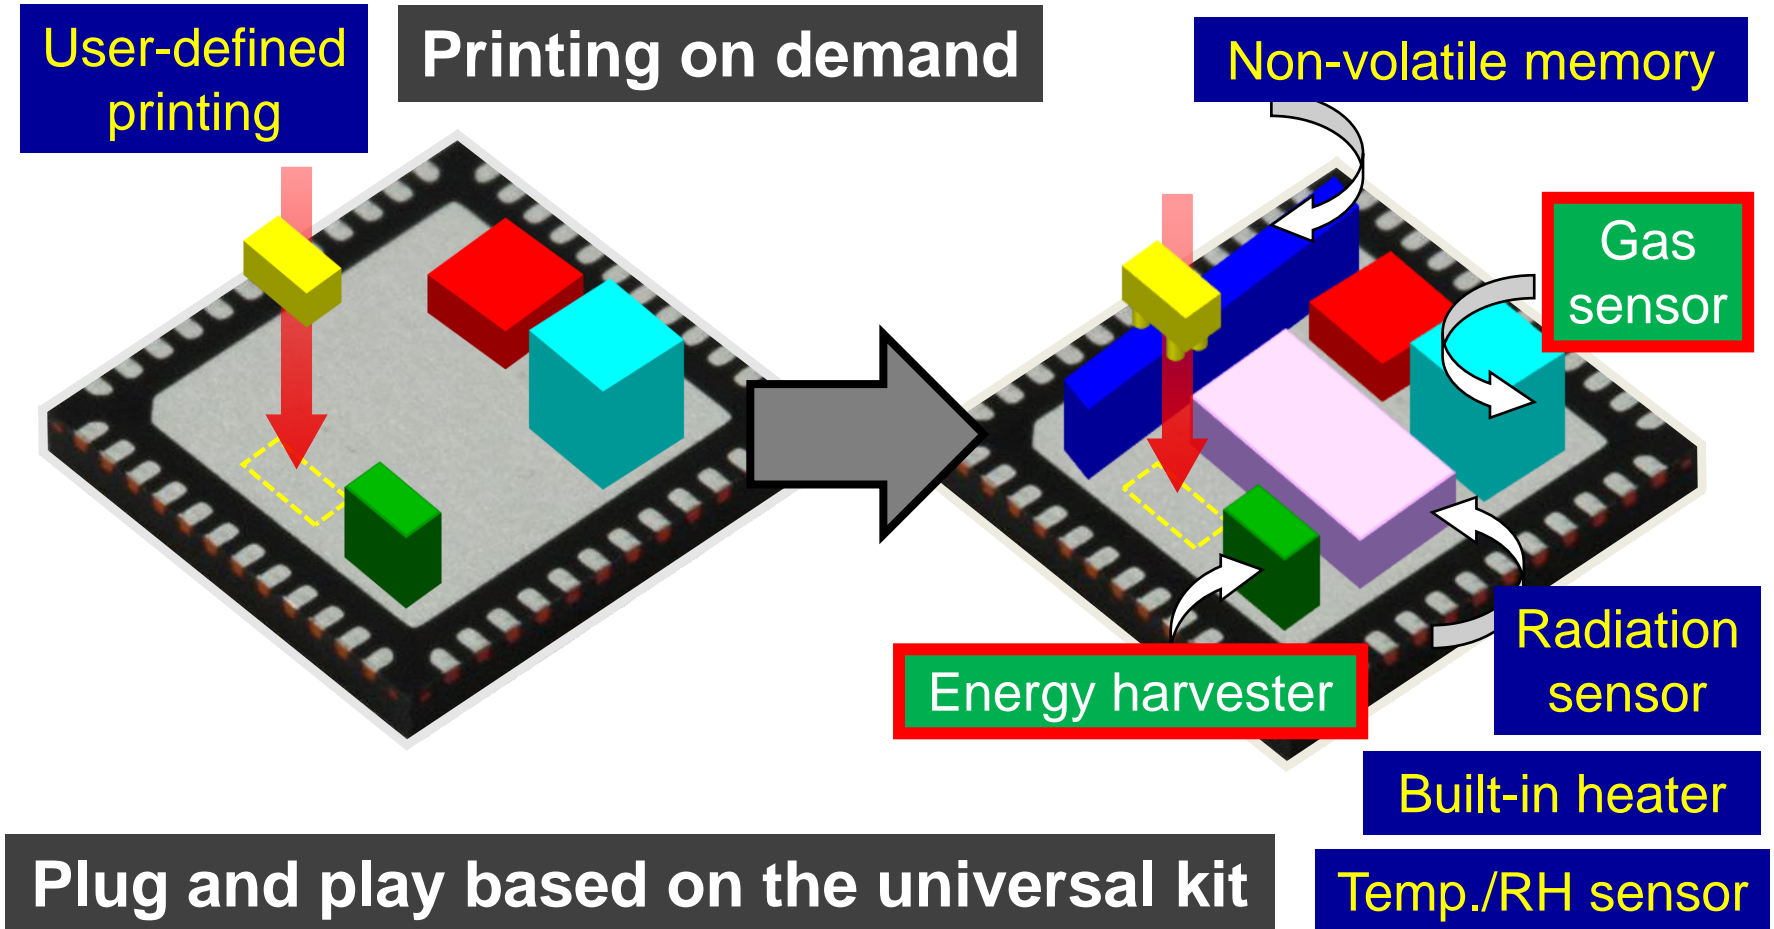 User-defined
printing
Printing on demand
Non-volatile memory
Gas
sensor
Energy harvester
Radiation
sensor
Built-in heater
Plug and play based on the universal kit
Temp./RH sensor